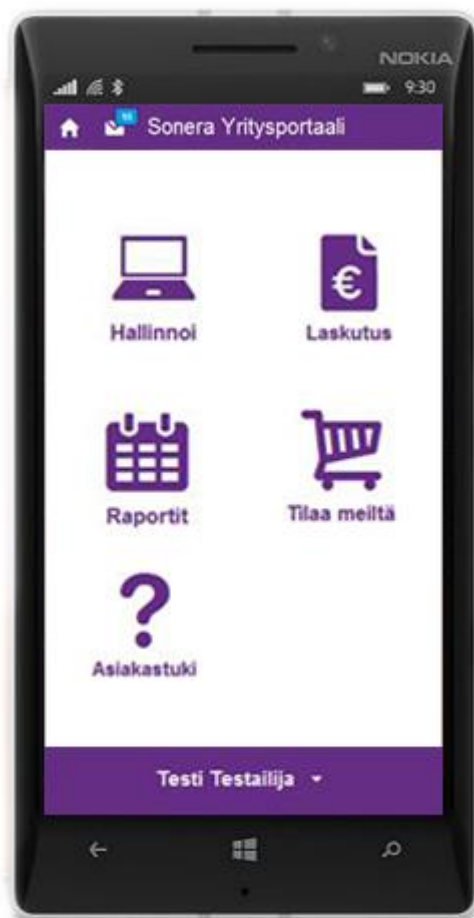 NOKIA
9:30
Sonera Yritysportaali
€
Hallinnoi
Laskutus
Raportit
Tilaa meiltä
?
Asiakastuki
Testi Testailija